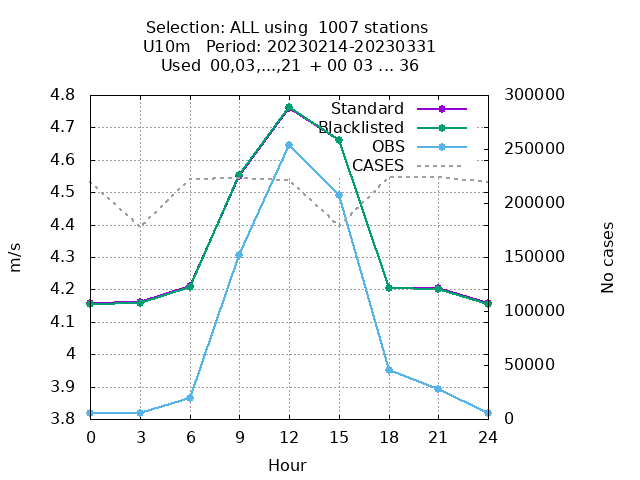 Selection: ALL using  1007 stations
U10m   Period: 20230214-20230331
Used  00,03,...,21  + 00 03 ... 36
4.8
4.7
4.6
4.5
4.4
4.3
4.2
4.1
4
3.9
3.8
m/s
Standard
Blacklisted
OBS
CASES
300000
250000
200000
150000
100000
50000
0
No cases
0 3 6 9 12 15 18 21 24
Hour